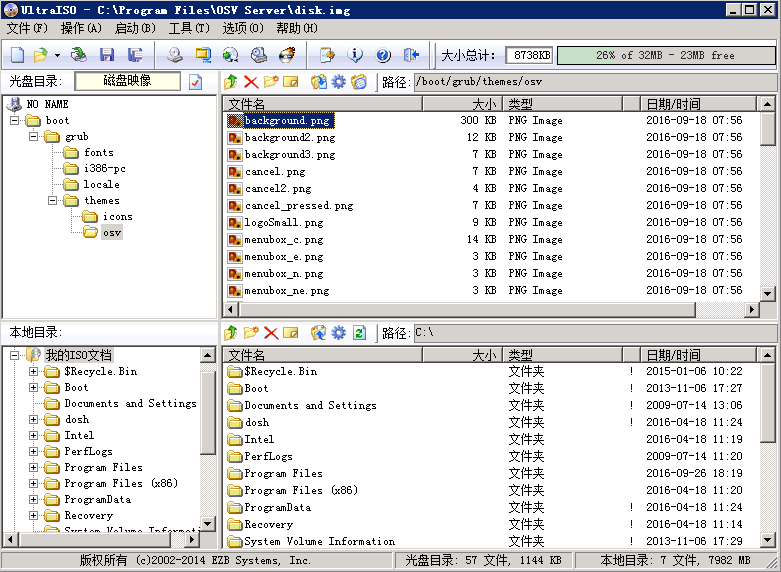 UltraISO - C:\Program Files\OSV Server\disk.img
文件(F) 操作(A) 启动(B) 工具(T) 选项(O) 帮助(H)
大小总计: 8738KB 26% of 32MB - 23MB free
光盘目录: 磁盘映像 路径: /boot/grub/themes/osv
NO NAME
boot
grub
fonts
i386-pc
locale
themes
icons
osv
文件名 大小 类型 日期/时间
background.png 300 KB PNG Image 2016-09-18 07:56
background2.png 12 KB PNG Image 2016-09-18 07:56
background3.png 7 KB PNG Image 2016-09-18 07:56
cancel.png 7 KB PNG Image 2016-09-18 07:56
cancel2.png 4 KB PNG Image 2016-09-18 07:56
cancel_pressed.png 7 KB PNG Image 2016-09-18 07:56
logoSmall.png 9 KB PNG Image 2016-09-18 07:56
menubox_c.png 14 KB PNG Image 2016-09-18 07:56
menubox_e.png 3 KB PNG Image 2016-09-18 07:56
menubox_n.png 3 KB PNG Image 2016-09-18 07:56
menubox_ne.png 3 KB PNG Image 2016-09-18 07:56
本地目录: 路径: C:\
我的ISO文档
$Recycle.Bin
Boot
Documents and Settings
dosh
Intel
PerfLogs
Program Files
Program Files (x86)
ProgramData
Recovery
System Volume Informati
文件名 大小 类型 日期/时间
$Recycle.Bin 文件夹 ! 2015-01-06 10:22
Boot 文件夹 ! 2013-11-06 17:27
Documents and Settings 文件夹 ! 2009-07-14 13:06
dosh 文件夹 ! 2016-04-18 11:24
Intel 文件夹 2016-04-18 11:19
PerfLogs 文件夹 2009-07-14 11:20
Program Files 文件夹 2016-09-26 18:19
Program Files (x86) 文件夹 2016-04-18 11:20
ProgramData 文件夹 ! 2016-04-18 11:24
Recovery 文件夹 ! 2016-04-18 11:14
System Volume Information 文件夹 ! 2013-11-06 17:29
版权所有 (c)2002-2014 EZB Systems, Inc. 光盘目录: 57 文件, 1144 KB 本地目录: 7 文件, 7982 MB